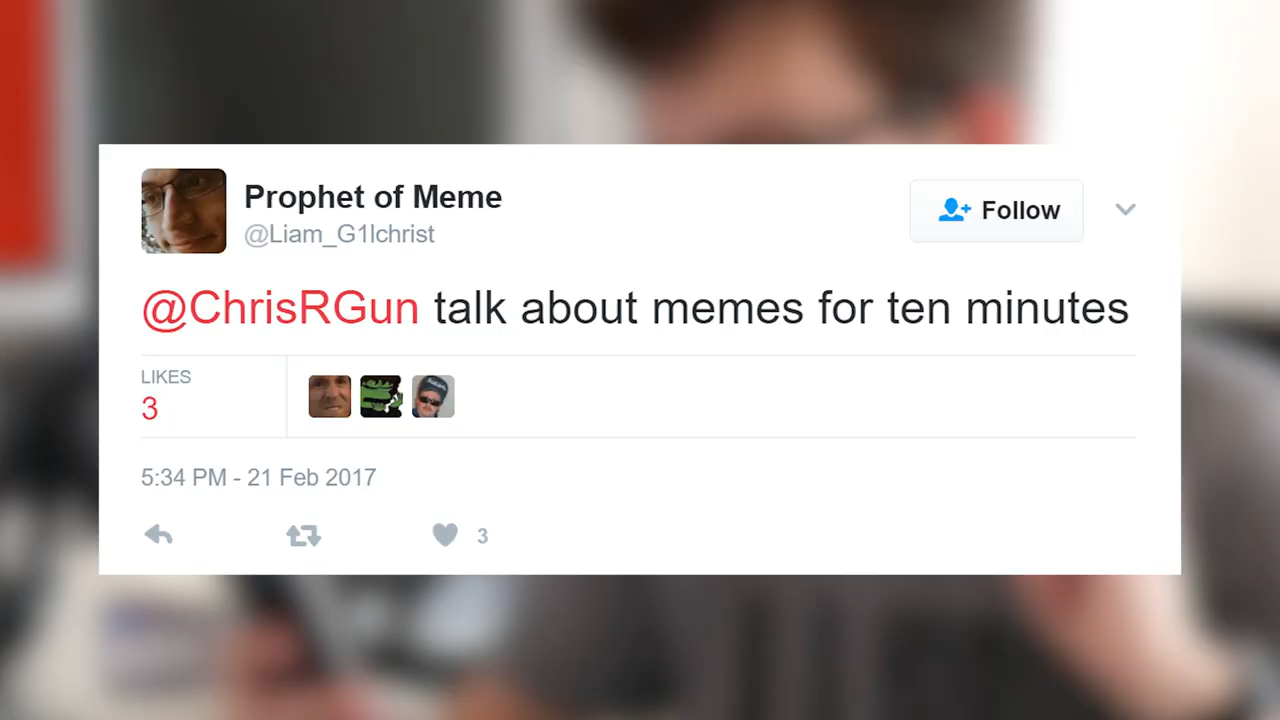 Prophet of Meme
@Liam_G1lchrist
Follow
@ChrisRGun talk about memes for ten minutes
LIKES
3
5:34 PM - 21 Feb 2017
3